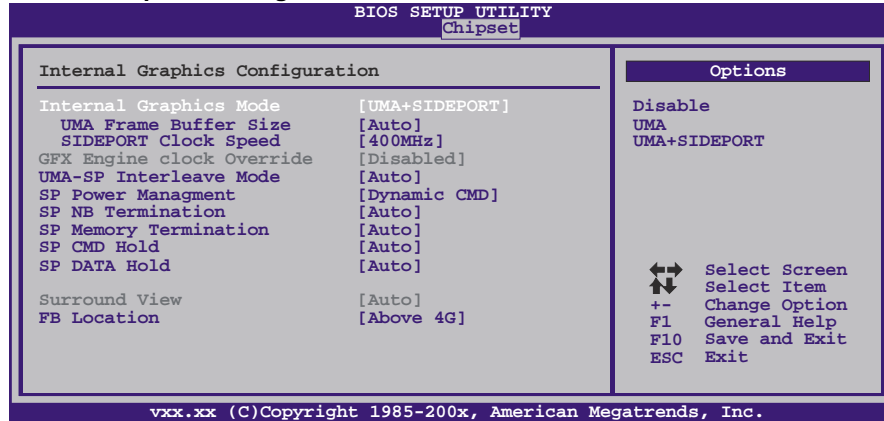 BIOS SETUP UTILITY
Chipset
Internal Graphics Configuration
Internal Graphics Mode [UMA+SIDEPORT]
UMA Frame Buffer Size [Auto]
SIDEPORT Clock Speed [400MHz]
GFX Engine clock Override [Disabled]
UMA-SP Interleave Mode [Auto]
SP Power Managment [Dynamic CMD]
SP NB Termination [Auto]
SP Memory Termination [Auto]
SP CMD Hold [Auto]
SP DATA Hold [Auto]
Surround View [Auto]
FB Location [Above 4G]
Options
Disable
UMA
UMA+SIDEPORT
Select Screen
Select Item
+- Change Option
F1 General Help
F10 Save and Exit
ESC Exit
vxx.xx (C)Copyright 1985-200x, American Megatrends, Inc.